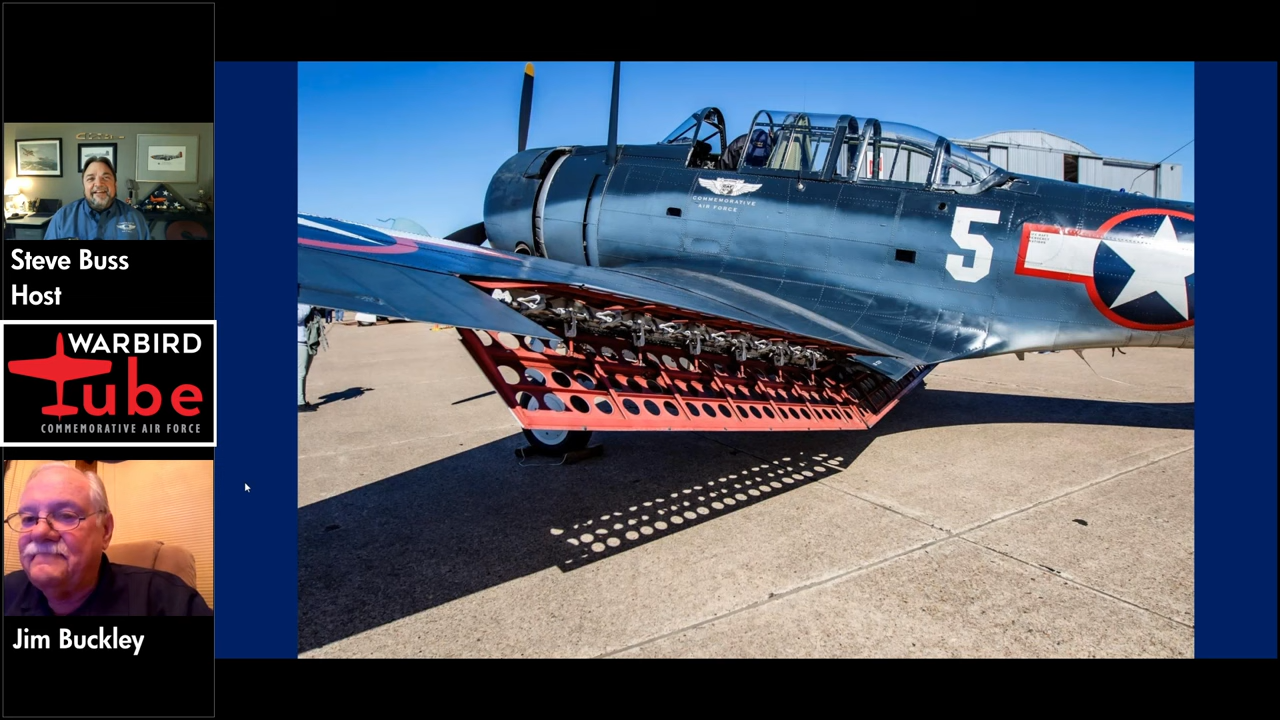 Steve Buss
Host
WARBIRD
Tube
COMMEMORATIVE AIR FORCE
Jim Buckley
COMMEMORATIVE
AIR FORCE
5